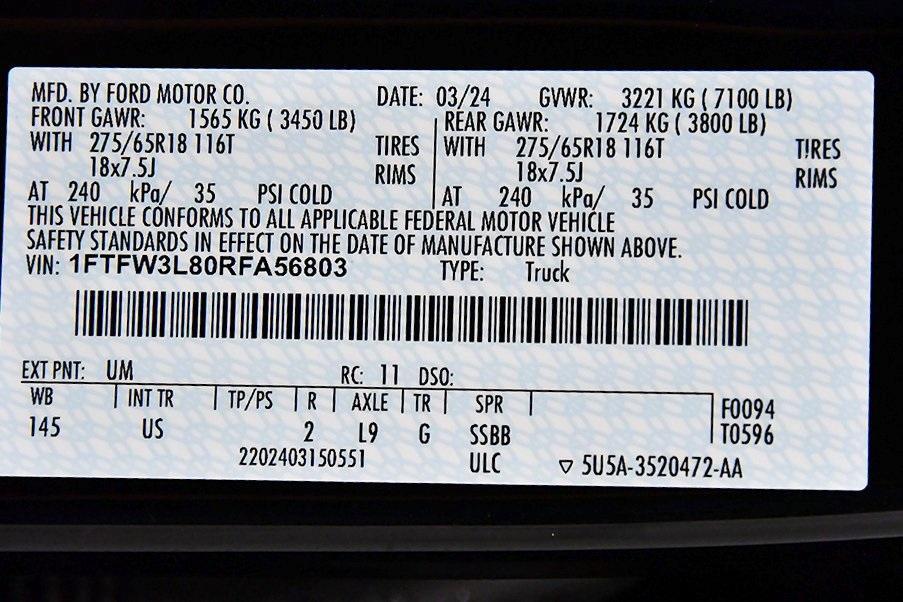 MFD. BY FORD MOTOR CO. DATE: 03/24 GVWR: 3221 KG ( 7100 LB)
FRONT GAWR: 1565 KG ( 3450 LB) REAR GAWR: 1724 KG ( 3800 LB)
WITH 275/65R18 116T TIRES WITH 275/65R18 116T TIRES
18x7.5J RIMS 18x7.5J RIMS
AT 240 kPa/ 35 PSI COLD AT 240 kPa/ 35 PSI COLD
THIS VEHICLE CONFORMS TO ALL APPLICABLE FEDERAL MOTOR VEHICLE
SAFETY STANDARDS IN EFFECT ON THE DATE OF MANUFACTURE SHOWN ABOVE.
VIN: 1FTFW3L80RFA56803 TYPE: Truck
EXT PNT: UM RC: 11 DSO:
WB INT TR TP/PS R AXLE TR SPR F0094
145 US 2 L9 G SSBB T0596
2202403150551 ULC ▽ 5U5A-3520472-AA